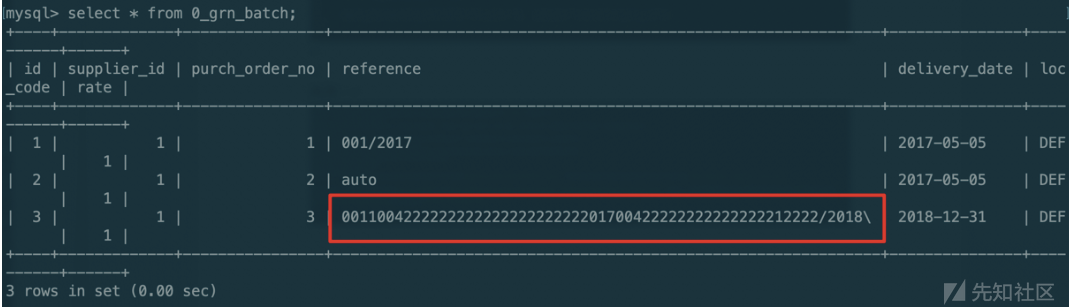 [mysql> select * from 0_grn_batch;
+----+-------------+----------------+--------------------------------------------------------------+---------------+----
------+------+
| id | supplier_id | purch_order_no | reference | delivery_date | loc
_code | rate |
+----+-------------+----------------+--------------------------------------------------------------+---------------+----
------+------+
| 1 | 1 | 1 | 001/2017 | 2017-05-05 | DEF
| 1 |
| 2 | 1 | 2 | auto | 2017-05-05 | DEF
| 1 |
| 3 | 1 | 3 | 001100422222222222222222222201700422222222222222212222/2018\ | 2018-12-31 | DEF
| 1 |
+----+-------------+----------------+--------------------------------------------------------------+---------------+----
------+------+
3 rows in set (0.00 sec)
先知社区